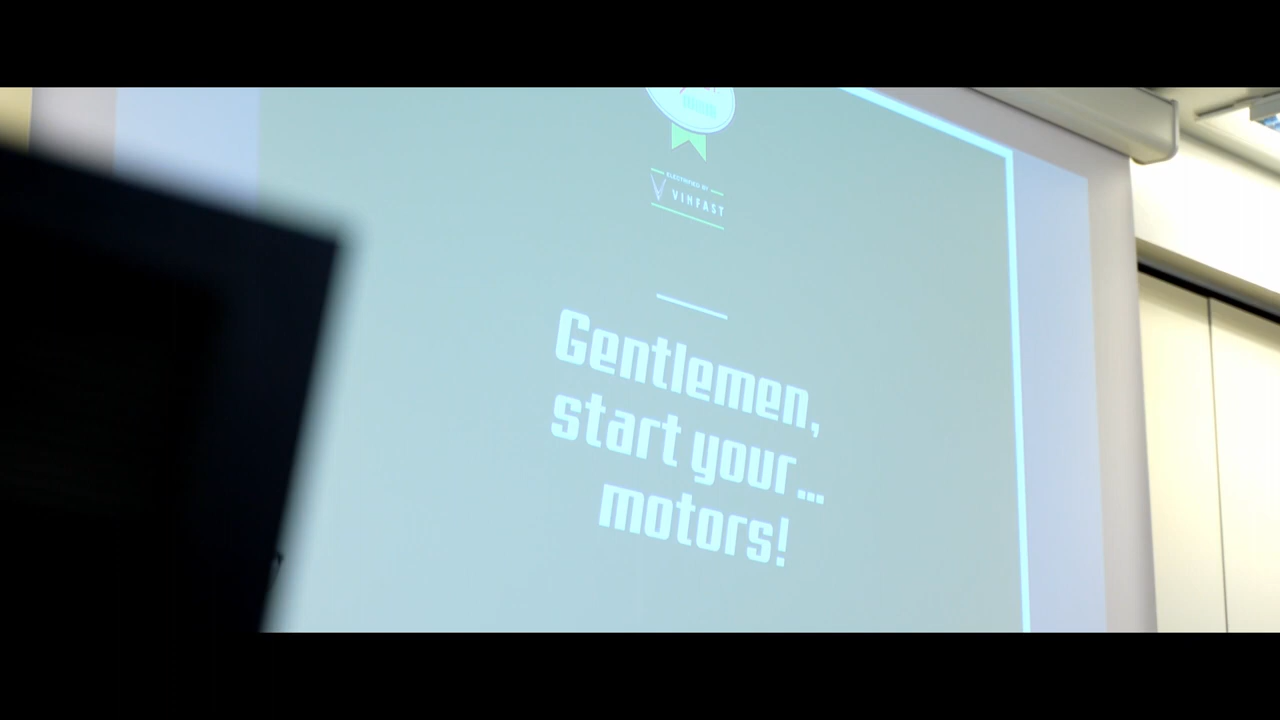 ELECTRIFIED BY
VINFAST
Gentlemen,
start your...
motors!